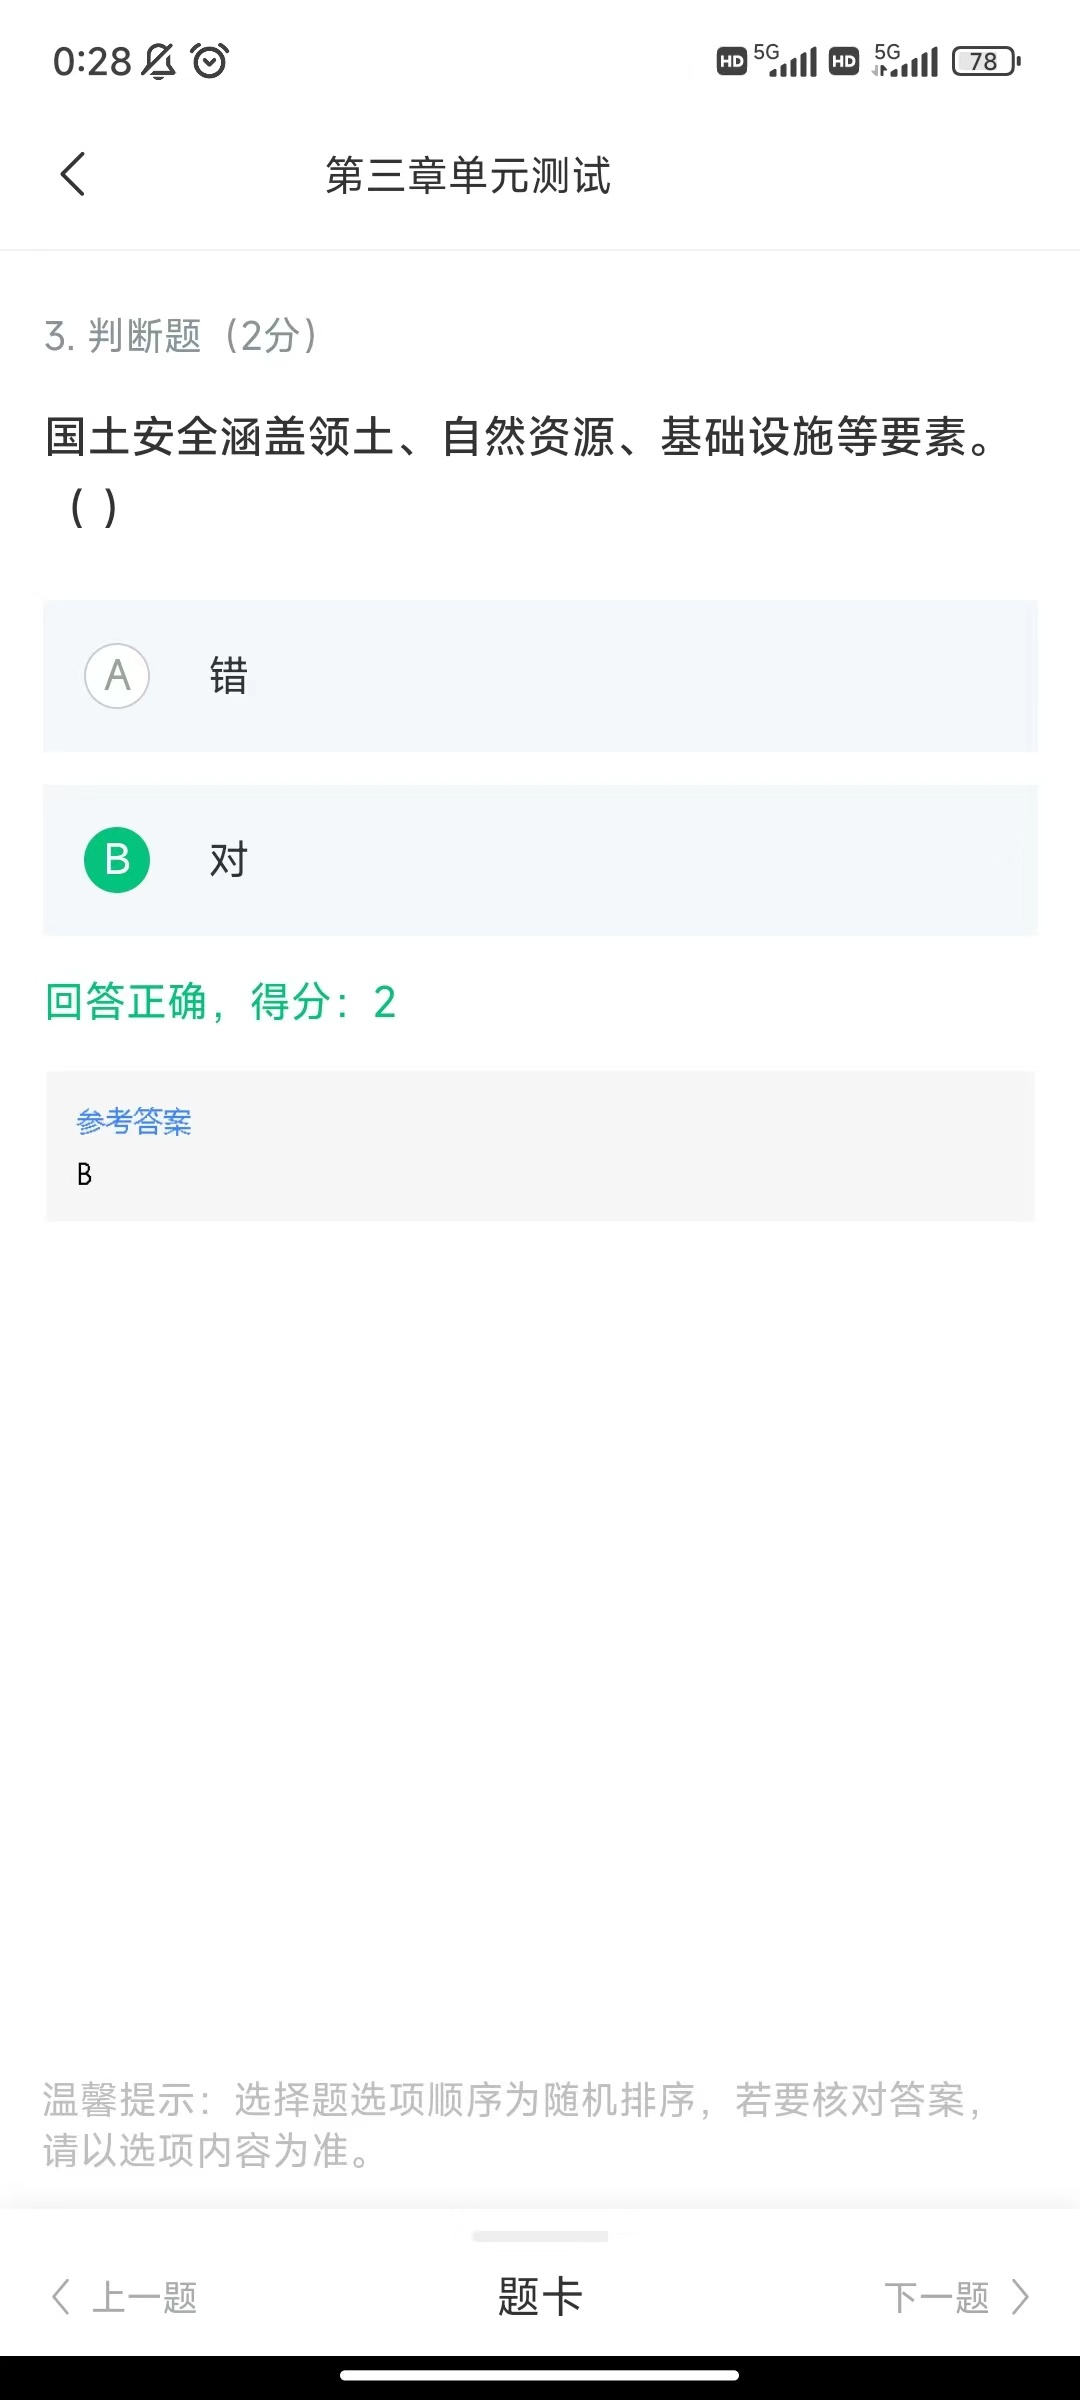 0:28 HD 5G HD 5G 78
第三章单元测试
3. 判断题（2分）
国土安全涵盖领土、自然资源、基础设施等要素。
（ ）
A 错
B 对
回答正确，得分：2
参考答案
B
温馨提示：选择题选项顺序为随机排序，若要核对答案，
请以选项内容为准。
上一题 题卡 下一题